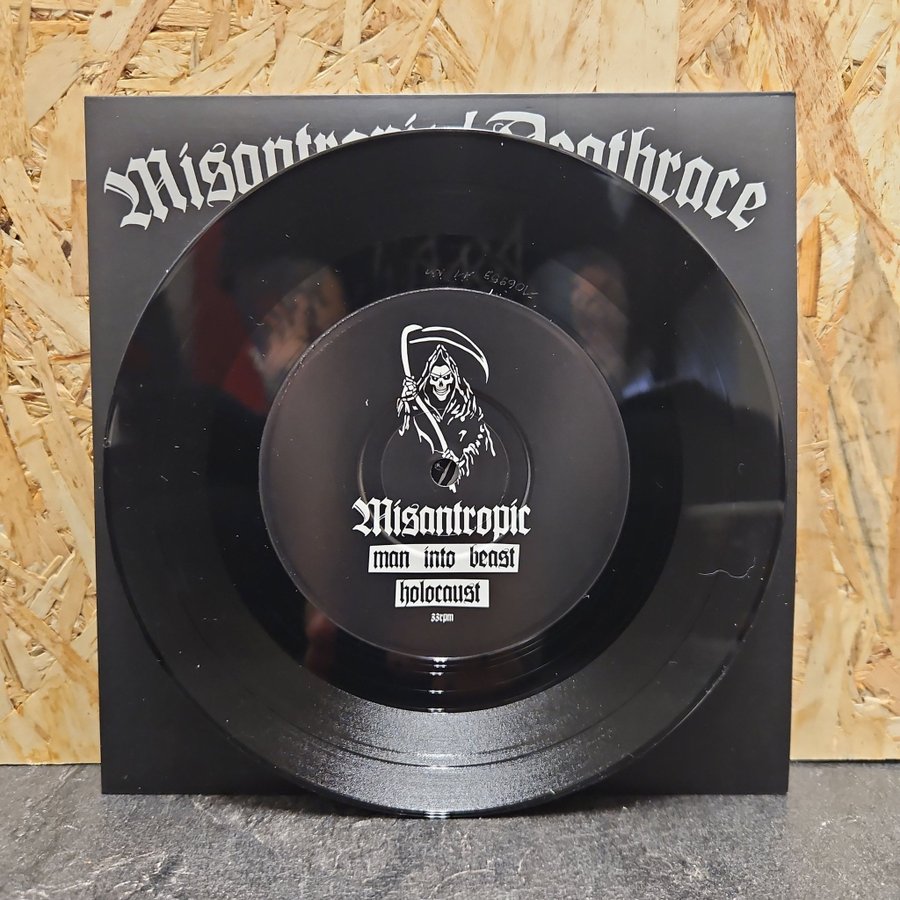 Misantropic / Deathrace
Misantropic
man into beast
holocaust
33rpm